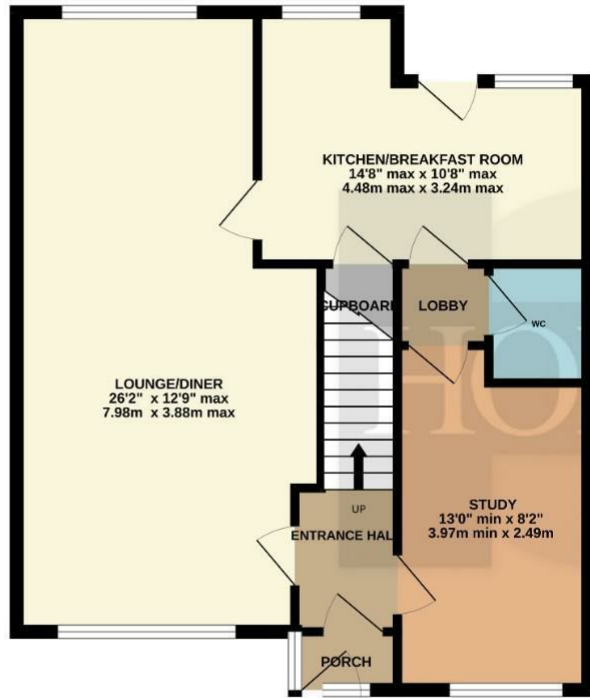 KITCHEN/BREAKFAST ROOM
14'8" max x 10'8" max
4.48m max x 3.24m max
CUPBOARD
LOBBY
WC
LOUNGE/DINER
26'2" x 12'9" max
7.98m x 3.88m max
UP
ENTRANCE HALL
STUDY
13'0" min x 8'2"
3.97m min x 2.49m
PORCH